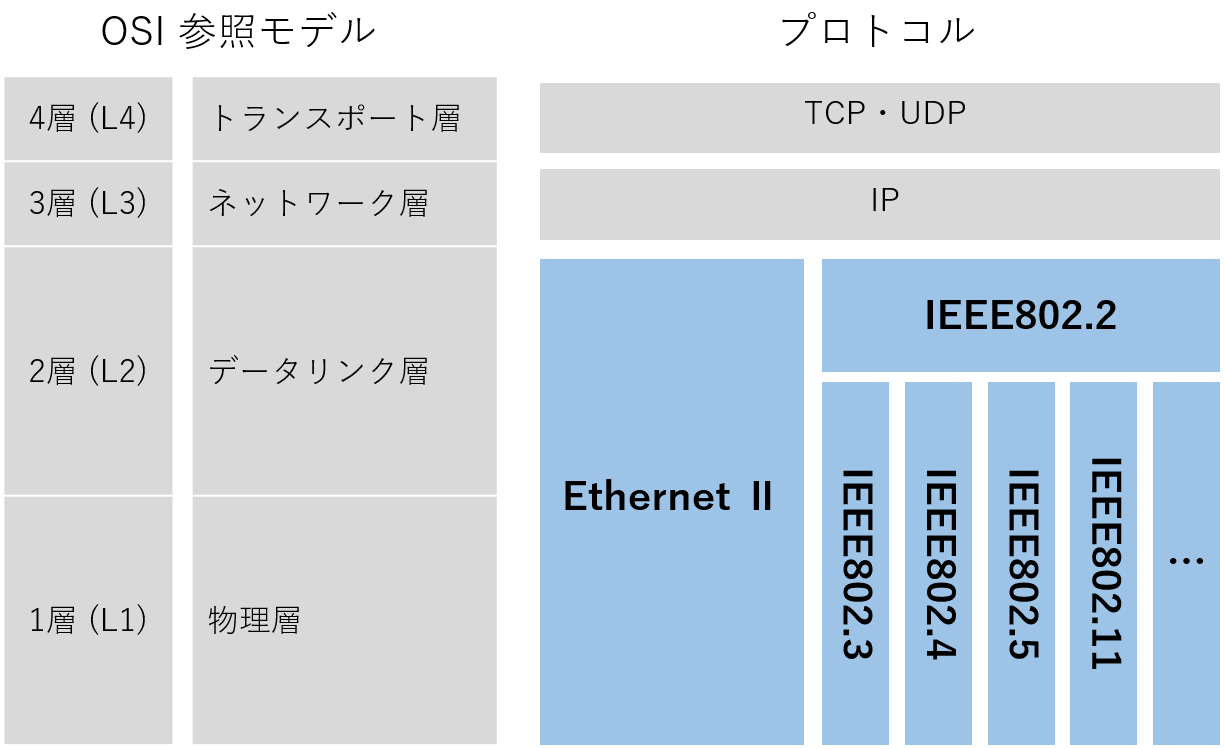 OSI 参照モデル
プロトコル
4層 (L4)
トランスポート層
TCP・UDP
3層 (L3)
ネットワーク層
IP
2層 (L2)
データリンク層
1層 (L1)
物理層
Ethernet II
IEEE802.2
IEEE802.3
IEEE802.4
IEEE802.5
IEEE802.11
…